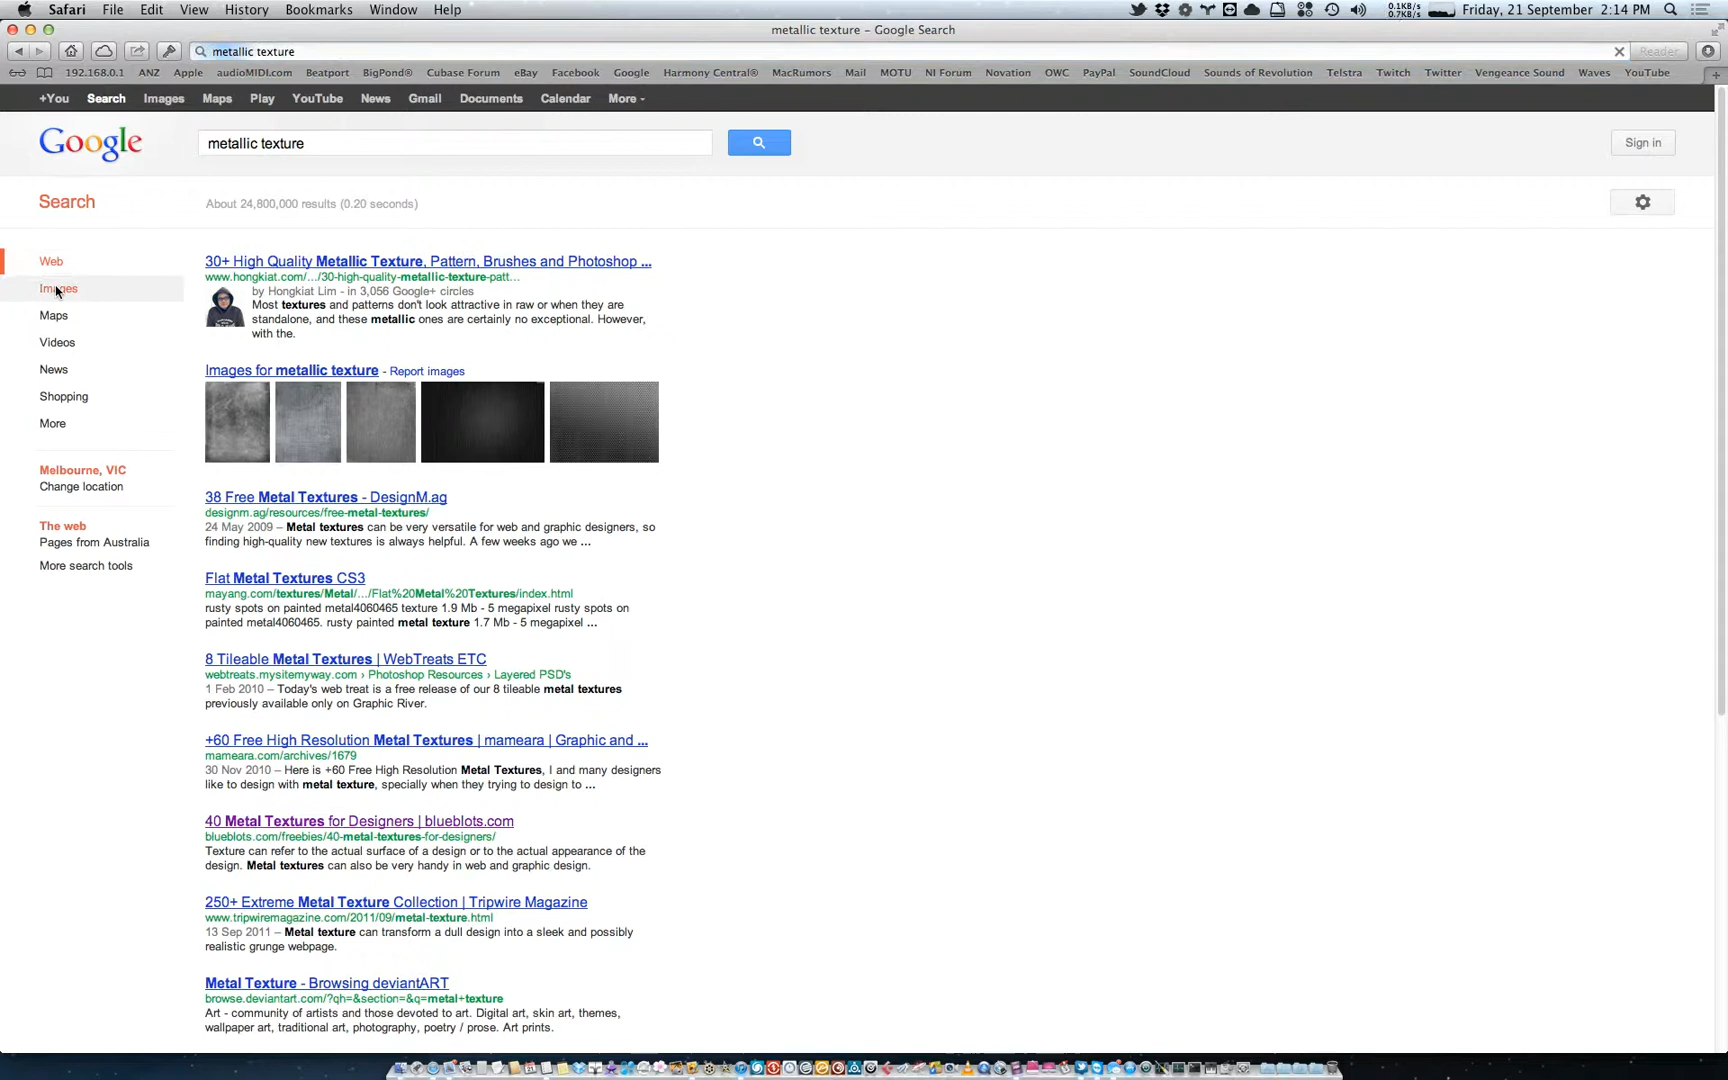 Safari File Edit View History Bookmarks Window Help
0.1KB/s
0.7KB/s
Friday, 21 September 2:14 PM
metallic texture – Google Search
metallic texture
Reader
192.168.0.1 ANZ Apple audioMIDI.com Beatport BigPond® Cubase Forum eBay Facebook Google Harmony Central® MacRumors Mail MOTU NI Forum Novation OWC PayPal SoundCloud Sounds of Revolution Telstra Twitch Twitter Vengeance Sound Waves YouTube
+You Search Images Maps Play YouTube News Gmail Documents Calendar More
Google
metallic texture
Sign in
Search
About 24,800,000 results (0.20 seconds)
Web
Images
Maps
Videos
News
Shopping
More
Melbourne, VIC
Change location
The web
Pages from Australia
More search tools
30+ High Quality Metallic Texture, Pattern, Brushes and Photoshop ...
www.hongkiat.com/.../30-high-quality-metallic-texture-patt...
by Hongkiat Lim - in 3,056 Google+ circles
Most textures and patterns don't look attractive in raw or when they are
standalone, and these metallic ones are certainly no exceptional. However,
with the.
Images for metallic texture - Report images
38 Free Metal Textures - DesignM.ag
designm.ag/resources/free-metal-textures/
24 May 2009 – Metal textures can be very versatile for web and graphic designers, so
finding high-quality new textures is always helpful. A few weeks ago we ...
Flat Metal Textures CS3
mayang.com/textures/Metal/.../Flat%20Metal%20Textures/index.html
rusty spots on painted metal4060465 texture 1.9 Mb - 5 megapixel rusty spots on
painted metal4060465. rusty painted metal texture 1.7 Mb - 5 megapixel ...
8 Tileable Metal Textures | WebTreats ETC
webtreats.mysitemyway.com › Photoshop Resources › Layered PSD's
1 Feb 2010 – Today's web treat is a free release of our 8 tileable metal textures
previously available only on Graphic River.
+60 Free High Resolution Metal Textures | mameara | Graphic and ...
mameara.com/archives/1679
30 Nov 2010 – Here is +60 Free High Resolution Metal Textures, I and many designers
like to design with metal texture, specially when they trying to design to ...
40 Metal Textures for Designers | blueblots.com
blueblots.com/freebies/40-metal-textures-for-designers/
Texture can refer to the actual surface of a design or to the actual appearance of the
design. Metal textures can also be very handy in web and graphic design.
250+ Extreme Metal Texture Collection | Tripwire Magazine
www.tripwiremagazine.com/2011/09/metal-texture.html
13 Sep 2011 – Metal texture can transform a dull design into a sleek and possibly
realistic grunge webpage.
Metal Texture - Browsing deviantART
browse.deviantart.com/?qh=&section=&q=metal+texture
Art - community of artists and those devoted to art. Digital art, skin art, themes,
wallpaper art, traditional art, photography, poetry / prose. Art prints.